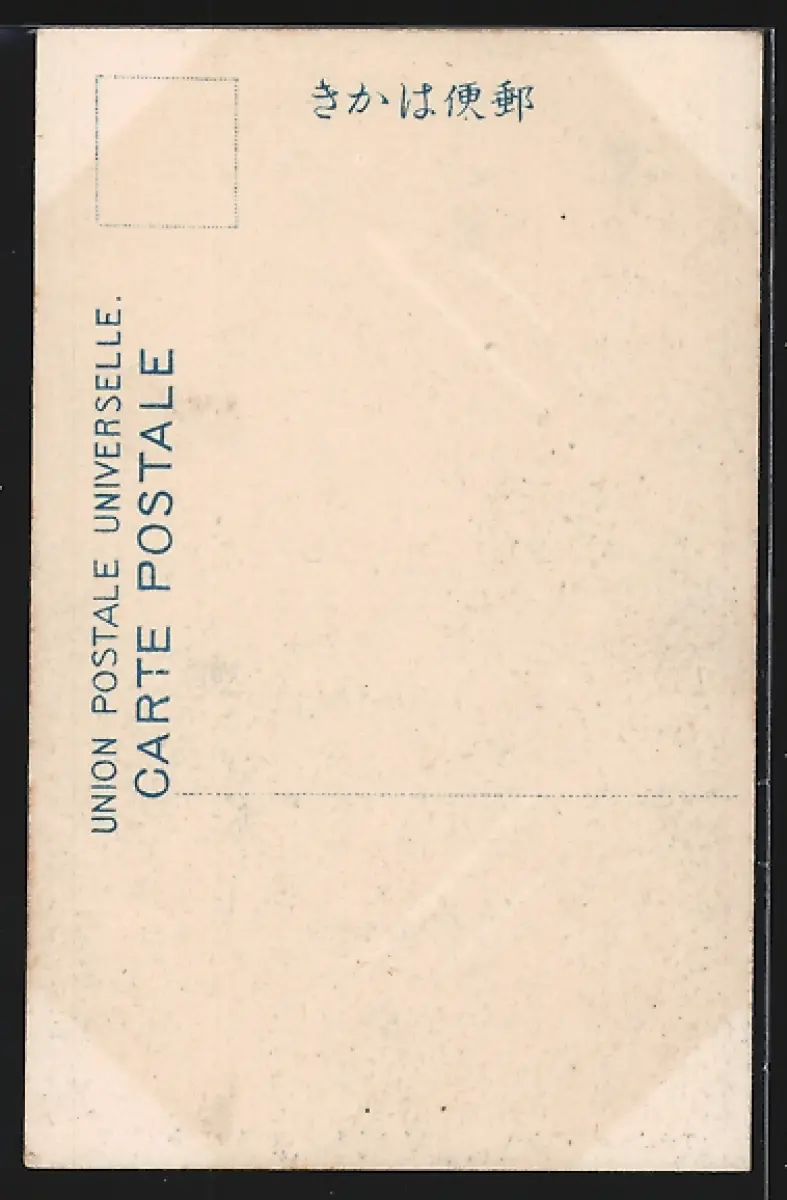 きかは便郵
UNION POSTALE UNIVERSELLE.
CARTE POSTALE